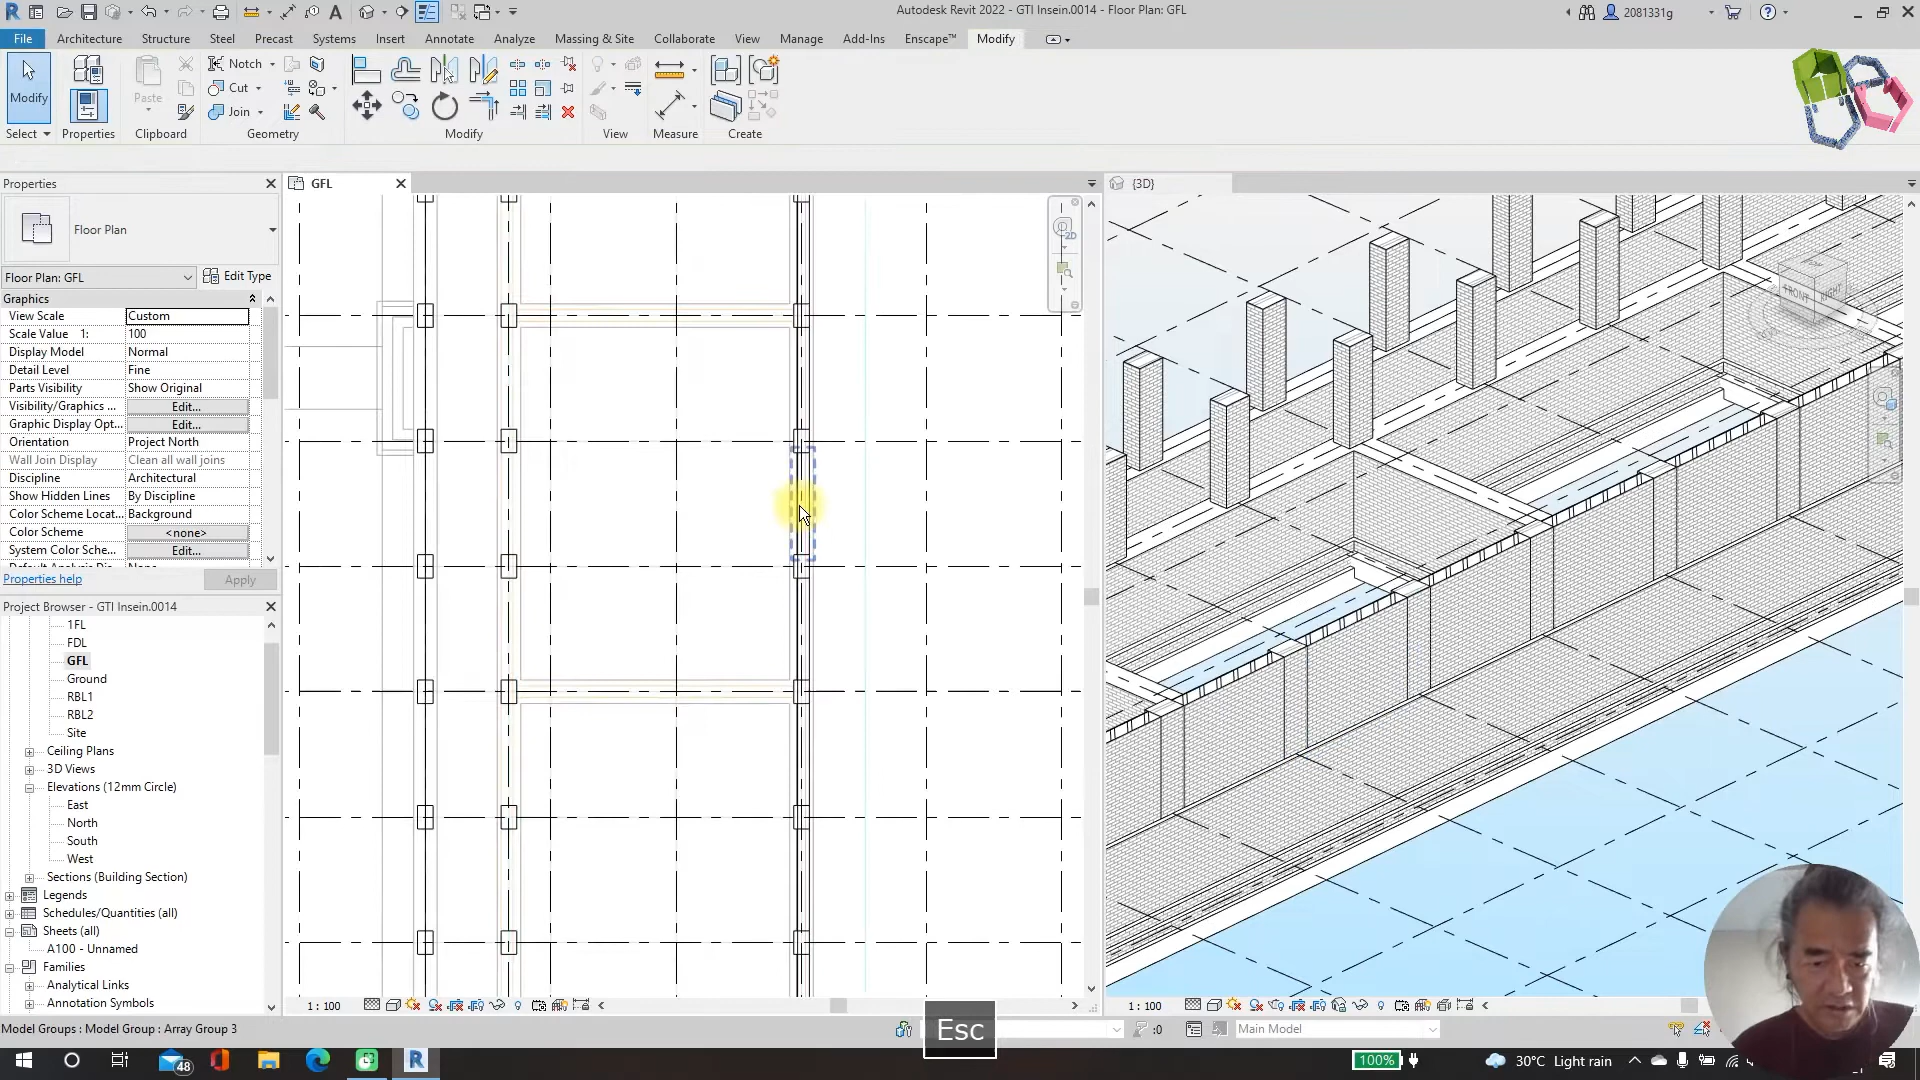 Autodesk Revit 2022 - GTI Insein.0014 - Floor Plan: GFL
2081331g
File Architecture Structure Steel Precast Systems Insert Annotate Analyze Massing & Site Collaborate View Manage Add-Ins Enscape™ Modify
Modify
Paste
Notch
Cut
Join
Select Properties Clipboard Geometry Modify View Measure Create
Properties
GFL
{3D}
Floor Plan
Floor Plan: GFL
Edit Type
Graphics
View Scale Custom
Scale Value 1: 100
Display Model Normal
Detail Level Fine
Parts Visibility Show Original
Visibility/Graphics ... Edit...
Graphic Display Opt... Edit...
Orientation Project North
Wall Join Display Clean all wall joins
Discipline Architectural
Show Hidden Lines By Discipline
Color Scheme Locat... Background
Color Scheme <none>
System Color Sche... Edit...
Properties help
Apply
Project Browser - GTI Insein.0014
1FL
FDL
GFL
Ground
RBL1
RBL2
Site
Ceiling Plans
3D Views
Elevations (12mm Circle)
East
North
South
West
Sections (Building Section)
Legends
Schedules/Quantities (all)
Sheets (all)
A100 - Unnamed
Families
Analytical Links
Annotation Symbols
2D
FRONT
RIGHT
1 : 100
1 : 100
Model Groups : Model Group : Array Group 3
Esc
:0
Main Model
48
100%
30°C Light rain